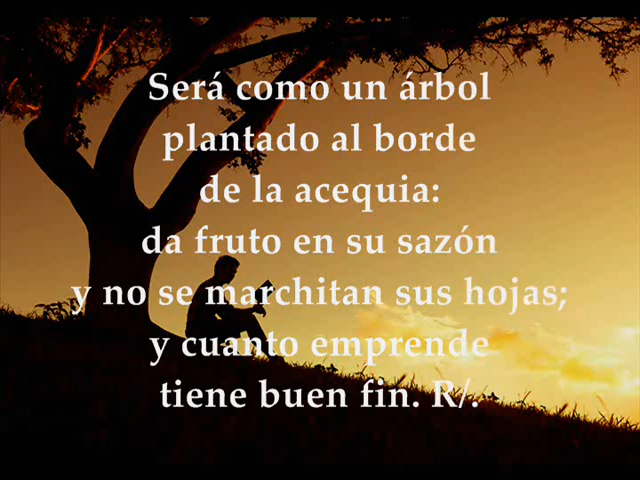 Será como un árbol
plantado al borde
de la acequia:
da fruto en su sazón
y no se marchitan sus hojas;
y cuanto emprende
tiene buen fin. R/.